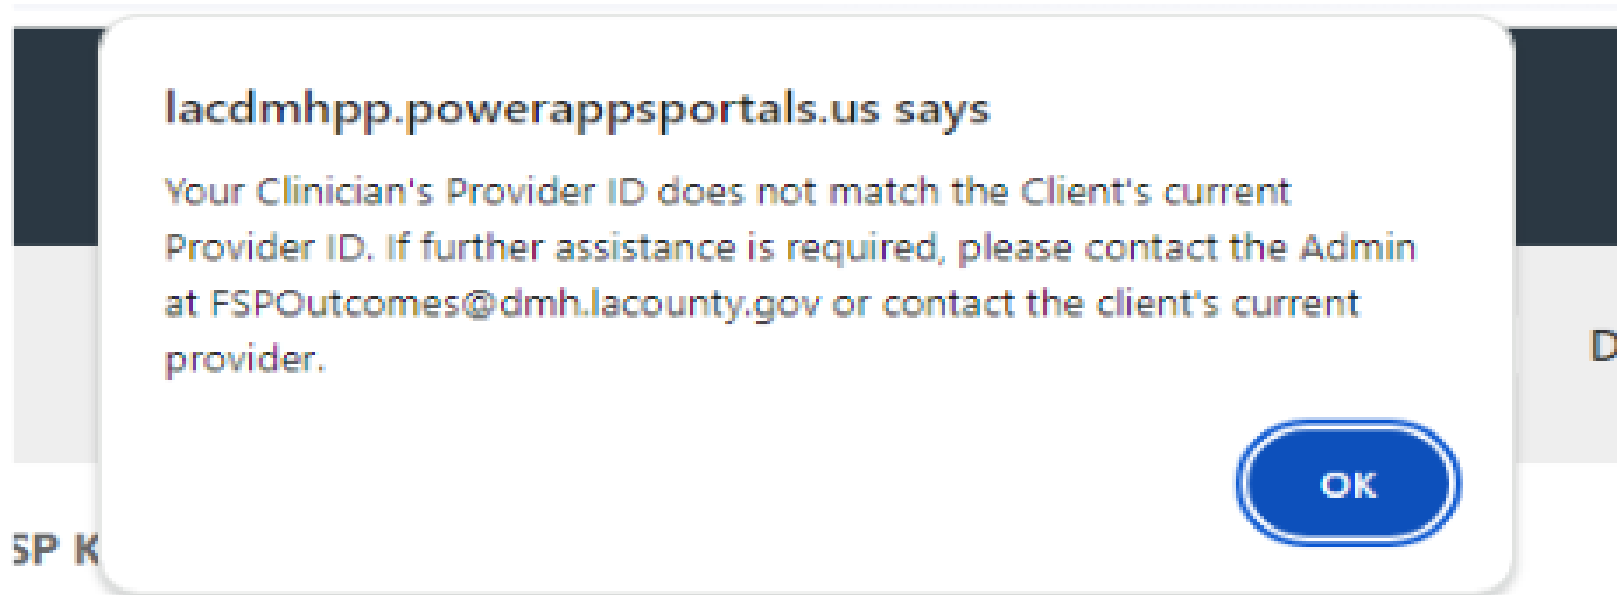 lacdmhpp.powerappsportals.us says
Your Clinician's Provider ID does not match the Client's current
Provider ID. If further assistance is required, please contact the Admin
at FSPOutcomes@dmh.lacounty.gov or contact the client's current
provider.
D
OK
SP K